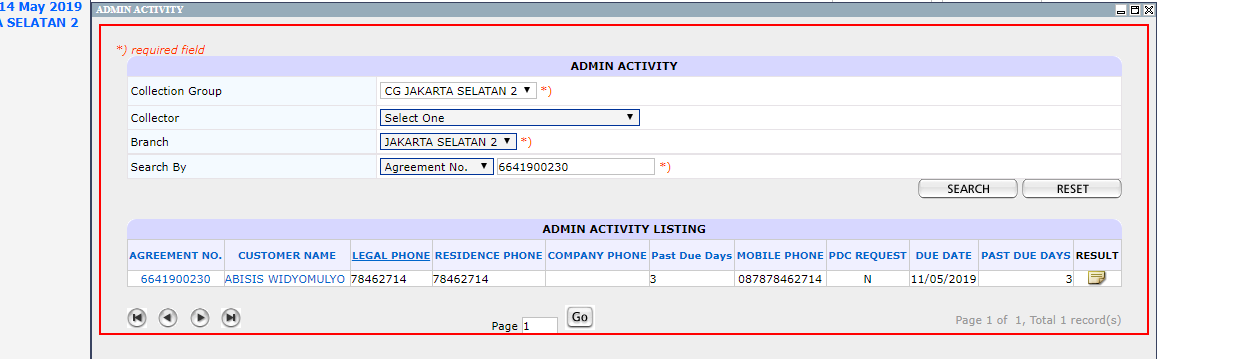 14 May 2019
A SELATAN 2
ADMIN ACTIVITY
*) required field
ADMIN ACTIVITY
Collection Group CG JAKARTA SELATAN 2 *)
Collector Select One
Branch JAKARTA SELATAN 2 *)
Search By Agreement No. 6641900230 *)
SEARCH RESET
ADMIN ACTIVITY LISTING
AGREEMENT NO. CUSTOMER NAME LEGAL PHONE RESIDENCE PHONE COMPANY PHONE Past Due Days MOBILE PHONE PDC REQUEST DUE DATE PAST DUE DAYS RESULT
6641900230 ABISIS WIDYOMULYO 78462714 78462714 3 087878462714 N 11/05/2019 3
Page 1 Go Page 1 of 1, Total 1 record(s)